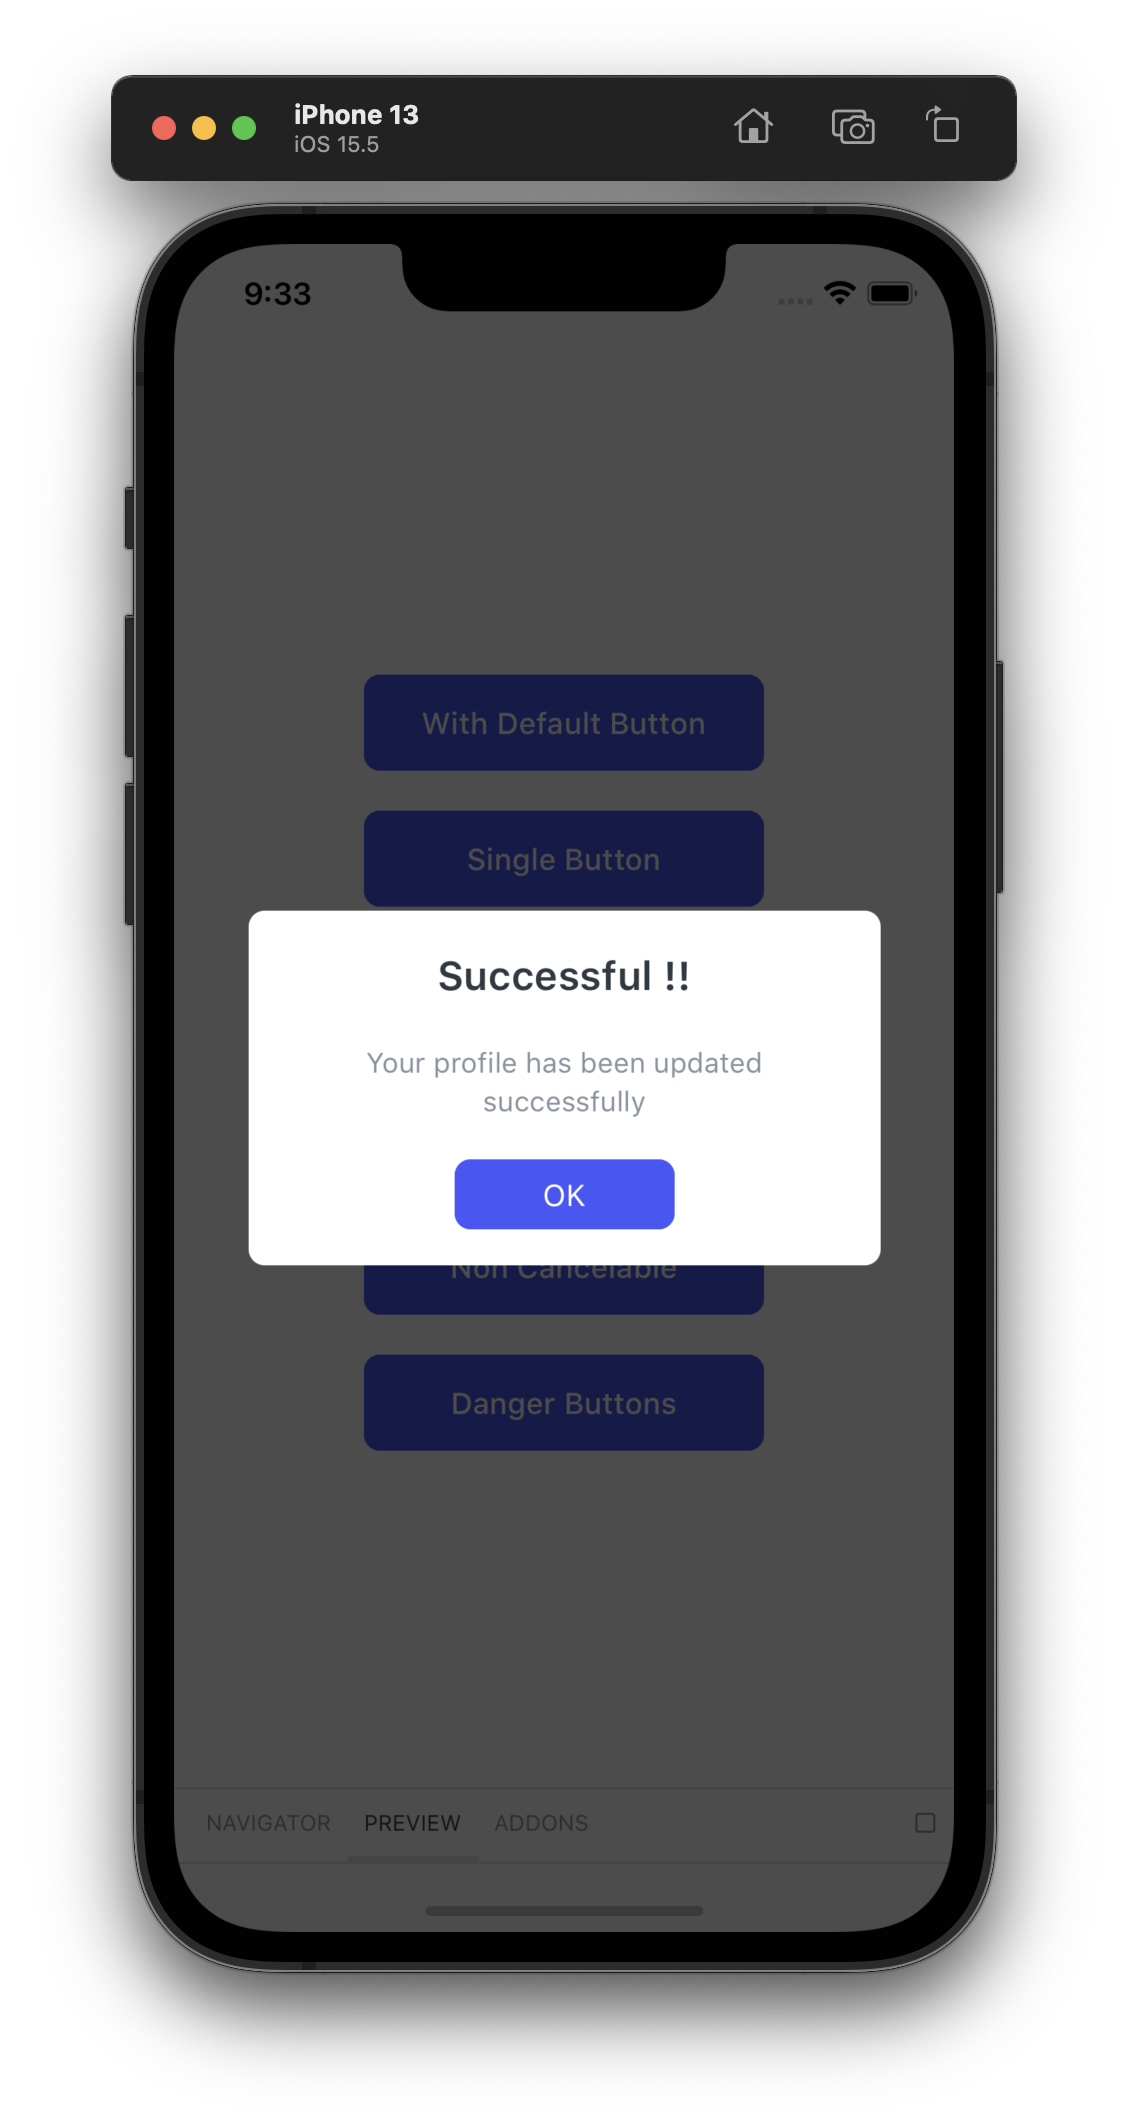 iPhone 13
iOS 15.5
9:33
With Default Button
Single Button
Successful !!
Your profile has been updated
successfully
OK
Non Cancelable
Danger Buttons
NAVIGATOR
PREVIEW
ADDONS